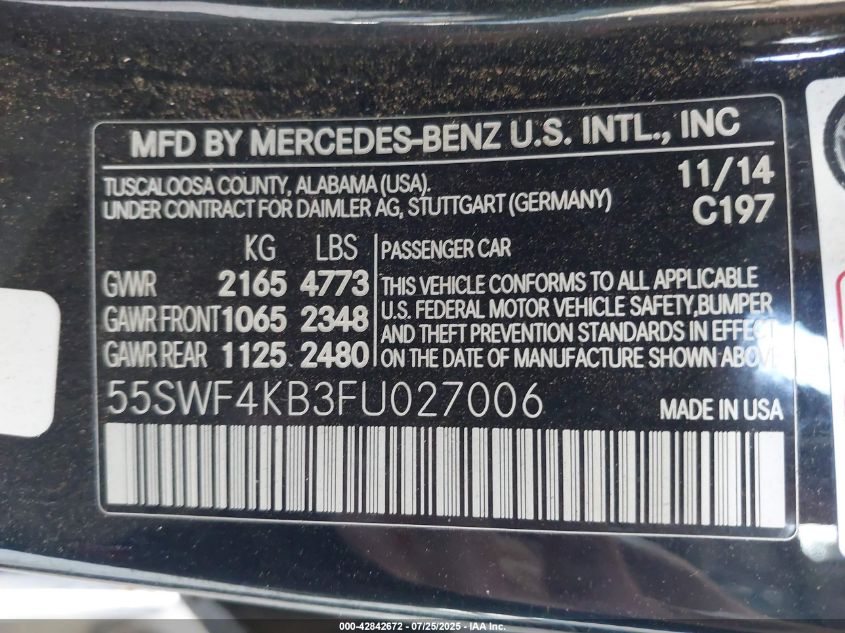 MFD BY MERCEDES-BENZ U.S. INTL., INC
TUSCALOOSA COUNTY, ALABAMA (USA). 11/14
UNDER CONTRACT FOR DAIMLER AG, STUTTGART (GERMANY) C197
KG LBS PASSENGER CAR
GWR 2165 4773
GAWR FRONT 1065 2348
GAWR REAR 1125 2480
THIS VEHICLE CONFORMS TO ALL APPLICABLE
U.S. FEDERAL MOTOR VEHICLE SAFETY, BUMPER
AND THEFT PREVENTION STANDARDS IN EFFECT
ON THE DATE OF MANUFACTURE SHOWN ABOVE
55SWF4KB3FU027006 MADE IN USA
000-42842672 - 07/25/2025 - © IAA Inc.